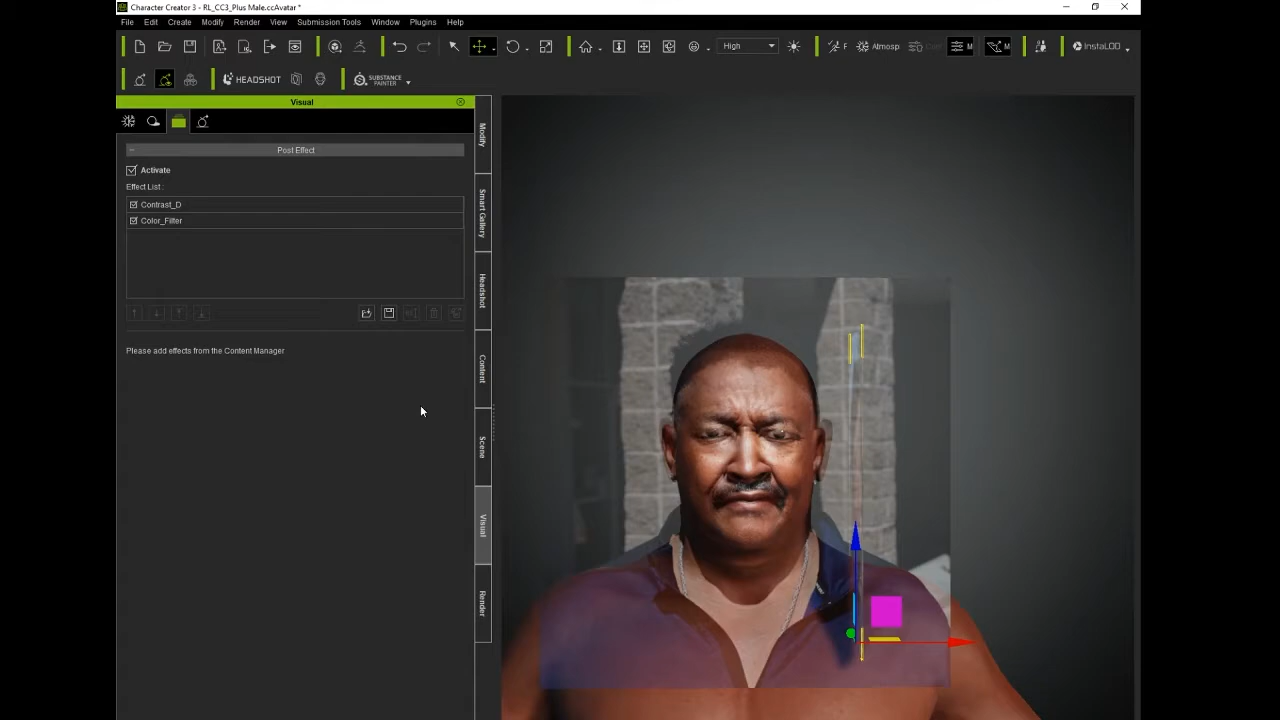 Character Creator 3 - RL_CC3_Plus Male.ccAvatar *
File Edit Create Modify Render View Submission Tools Window Plugins Help
High F Atmosp M M InstaLOD
HEADSHOT SUBSTANCE PAINTER
Visual
Post Effect
Activate
Effect List :
Contrast_D
Color_Filter
Please add effects from the Content Manager
Modify
Smart Gallery
Headshot
Content
Scene
Visual
Render